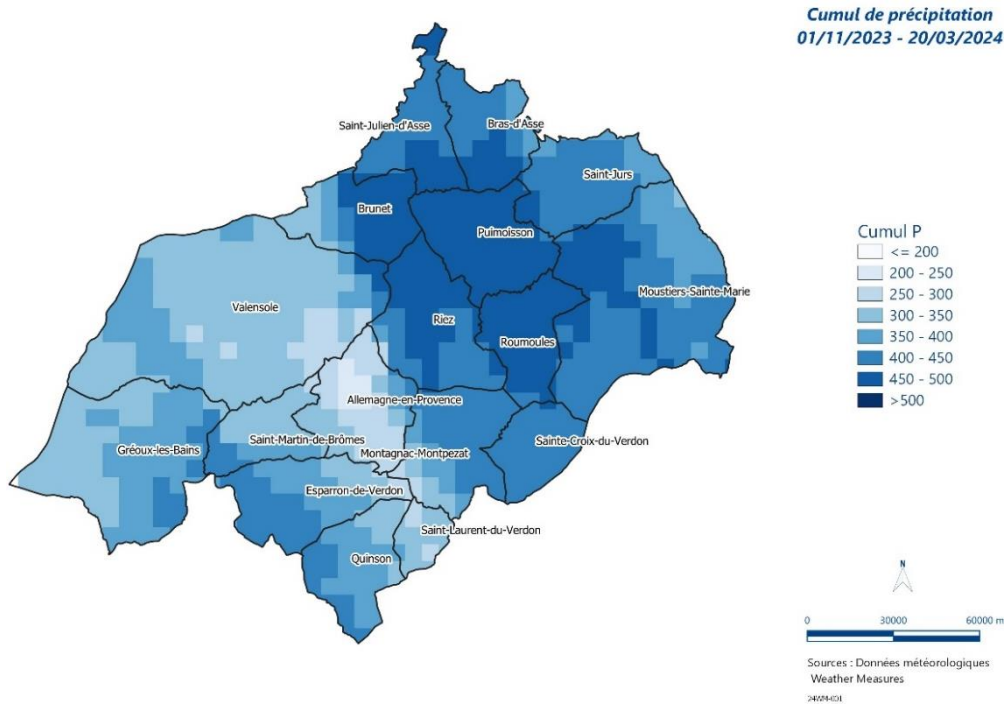 Cumul de précipitation
01/11/2023 - 20/03/2024
Saint-Julien-d'Asse
Bras-d'Asse
Saint-Jurs
Brunet
Puimoisson
Moustiers-Sainte-Marie
Valensole
Riez
Roumoules
Allemagne-en-Provence
Saint-Martin-de-Brômes
Sainte-Croix-du-Verdon
Gréoux-les-Bains
Montagnac-Montpezat
Esparron-de-Verdon
Saint-Laurent-du-Verdon
Quinson
Cumul P
<= 200
200 - 250
250 - 300
300 - 350
350 - 400
400 - 450
450 - 500
>500
N
0 30000 60000 m
Sources : Données météorologiques
Weather Measures
24WM-001